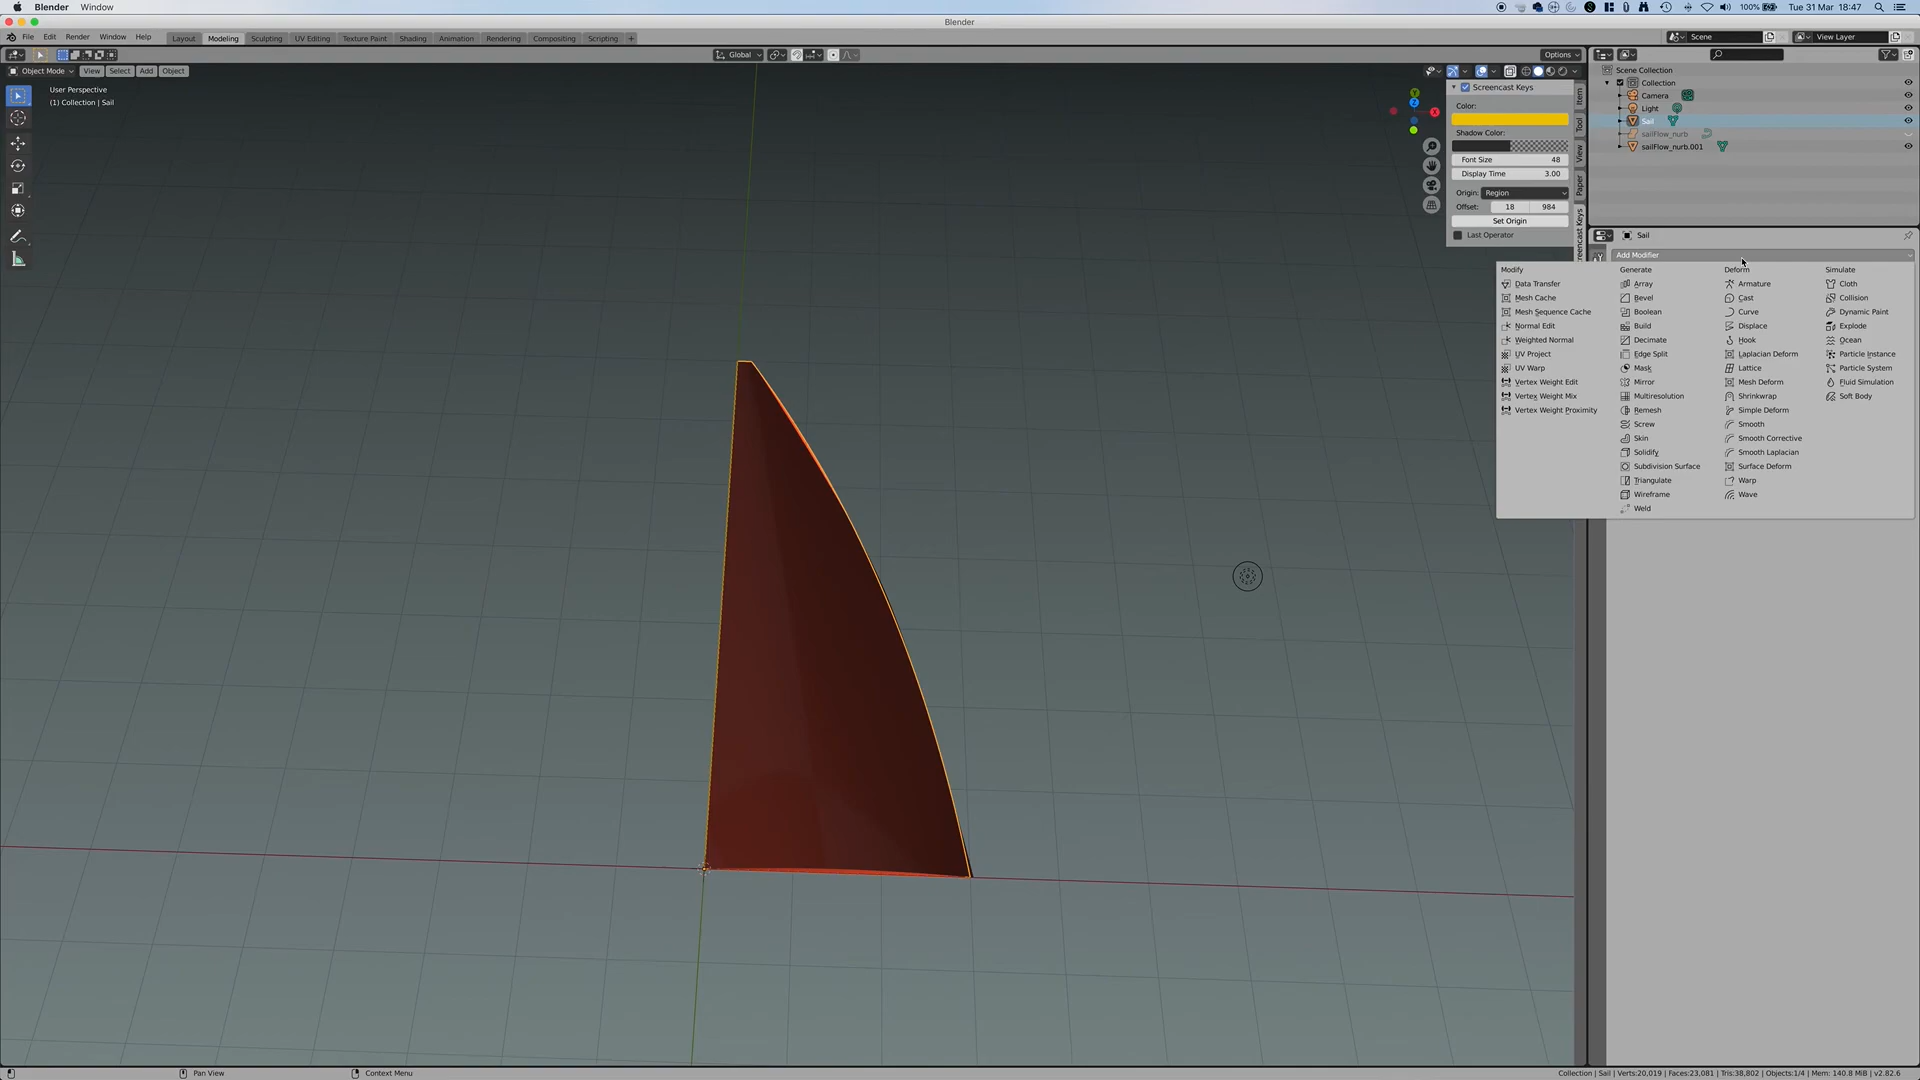 Blender Window 100% Tue 31 Mar 18:47
Blender
File Edit Render Window Help Layout Modeling Sculpting UV Editing Texture Paint Shading Animation Rendering Compositing Scripting + Scene View Layer
Global Options
Object Mode View Select Add Object
User Perspective
(1) Collection | Sail
Screencast Keys
Color:
Shadow Color:
Font Size 48
Display Time 3.00
Origin: Region
Offset: 18 984
Set Origin
Last Operator
Item
Tool
View
Paper
Scene Collection
Collection
Camera
Light
Sail
sailFlow_nurb
sailFlow_nurb.001
Sail
Add Modifier
Modify
Data Transfer
Mesh Cache
Mesh Sequence Cache
Normal Edit
Weighted Normal
UV Project
UV Warp
Vertex Weight Edit
Vertex Weight Mix
Vertex Weight Proximity
Generate
Array
Bevel
Boolean
Build
Decimate
Edge Split
Mask
Mirror
Multiresolution
Remesh
Screw
Skin
Solidify
Subdivision Surface
Triangulate
Wireframe
Weld
Deform
Armature
Cast
Curve
Displace
Hook
Laplacian Deform
Lattice
Mesh Deform
Shrinkwrap
Simple Deform
Smooth
Smooth Corrective
Smooth Laplacian
Surface Deform
Warp
Wave
Simulate
Cloth
Collision
Dynamic Paint
Explode
Ocean
Particle Instance
Particle System
Fluid Simulation
Soft Body
X
Y
Z
Pan View Context Menu Collection | Sail | Verts:20,019 | Faces:23,081 | Tris:38,802 | Objects:1/4 | Mem: 140.8 MiB | v2.82.6